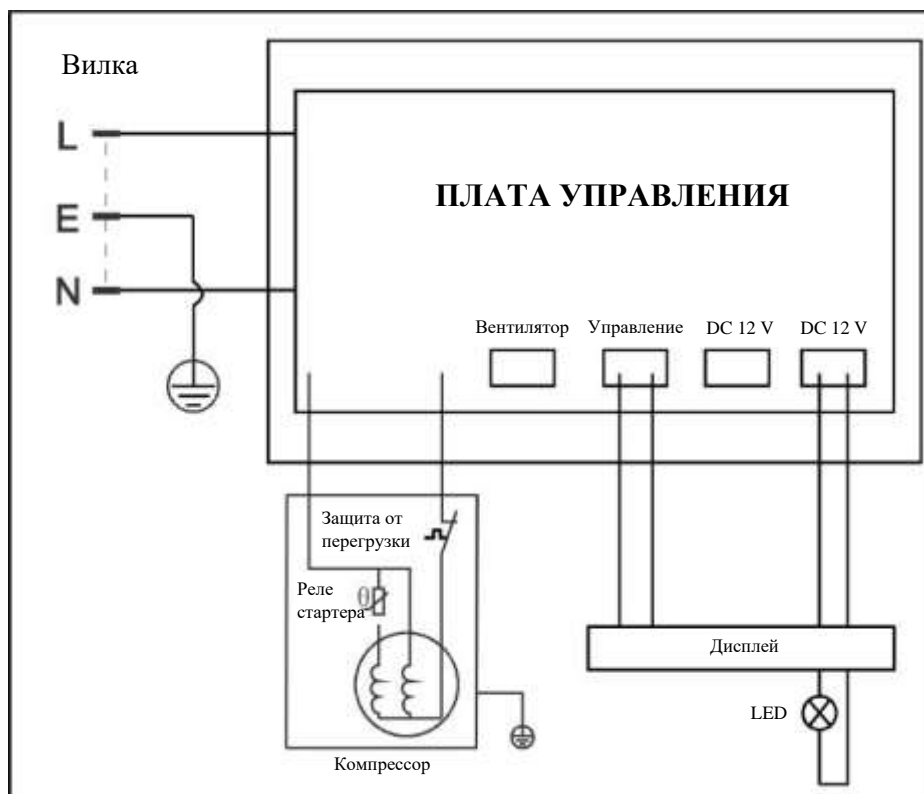 Вилка
L
E
N
ПЛАТА УПРАВЛЕНИЯ
Вентилятор
Управление
DC 12 V
DC 12 V
Защита от
перегрузки
θ
Реле
стартера
Дисплей
LED
Компрессор